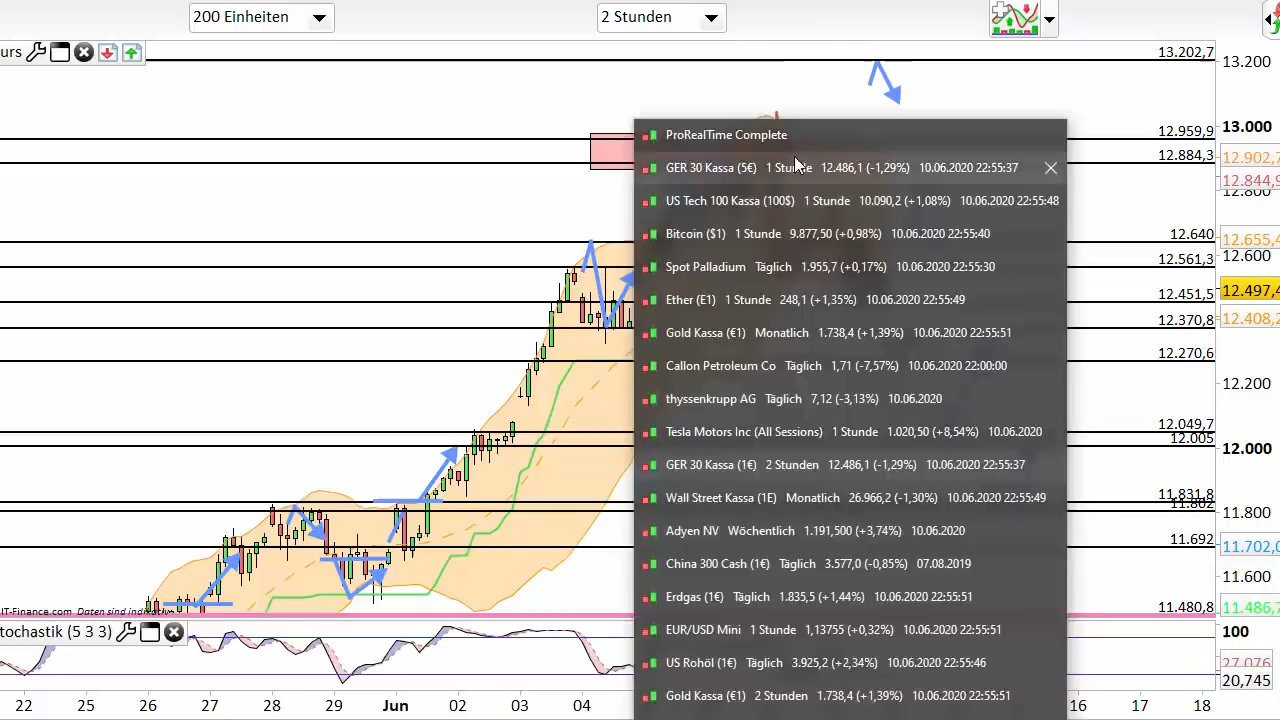 200 Einheiten
2 Stunden
urs
13.202,7
13.200
13.000
12.959,9
12.884,3
12.902,7
12.844,9
12.800
12.640
12.655,4
12.600
12.561,3
12.497,4
12.451,5
12.408,2
12.370,8
12.270,6
12.200
12.049,7
12.005
12.000
11.831,8
11.802
11.800
11.692
11.702,0
11.600
11.480,8
11.486,7
ProRealTime Complete
GER 30 Kassa (5€) 1 Stunde 12.486,1 (-1,29%) 10.06.2020 22:55:37
US Tech 100 Kassa (100$) 1 Stunde 10.090,2 (+1,08%) 10.06.2020 22:55:48
Bitcoin ($1) 1 Stunde 9.877,50 (+0,98%) 10.06.2020 22:55:40
Spot Palladium Täglich 1.955,7 (+0,17%) 10.06.2020 22:55:30
Ether (E1) 1 Stunde 248,1 (+1,35%) 10.06.2020 22:55:49
Gold Kassa (€1) Monatlich 1.738,4 (+1,39%) 10.06.2020 22:55:51
Callon Petroleum Co Täglich 1,71 (-7,57%) 10.06.2020 22:00:00
thyssenkrupp AG Täglich 7,12 (-3,13%) 10.06.2020
Tesla Motors Inc (All Sessions) 1 Stunde 1.020,50 (+8,54%) 10.06.2020
GER 30 Kassa (1€) 2 Stunden 12.486,1 (-1,29%) 10.06.2020 22:55:37
Wall Street Kassa (1E) Monatlich 26.966,2 (-1,30%) 10.06.2020 22:55:49
Adyen NV Wöchentlich 1.191,500 (+3,74%) 10.06.2020
China 300 Cash (1€) Täglich 3.577,0 (-0,85%) 07.08.2019
Erdgas (1€) Täglich 1.835,5 (+1,44%) 10.06.2020 22:55:51
EUR/USD Mini 1 Stunde 1,13755 (+0,32%) 10.06.2020 22:55:51
US Rohöl (1€) Täglich 3.925,2 (+2,34%) 10.06.2020 22:55:46
Gold Kassa (€1) 2 Stunden 1.738,4 (+1,39%) 10.06.2020 22:55:51
IT-Finance.com Daten sind indikativ
tochastik (5 3 3)
100
27,076
20,745
22 25 26 27 28 29 Jun 02 03 04 16 17 18